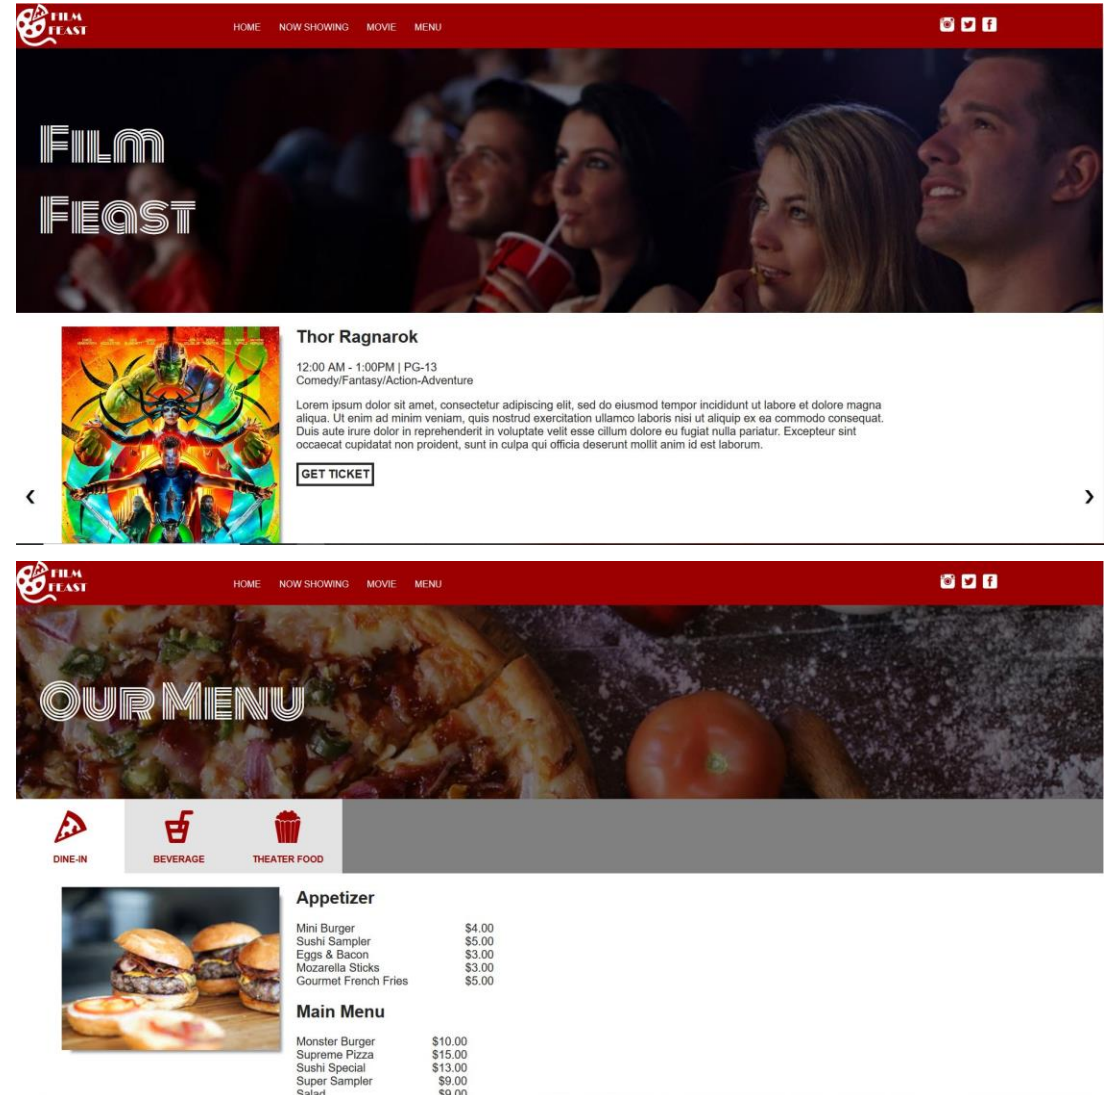 FILM
FEAST
HOME NOW SHOWING MOVIE MENU
FILM
FEAST
Thor Ragnarok
12:00 AM - 1:00PM | PG-13
Comedy/Fantasy/Action-Adventure
Lorem ipsum dolor sit amet, consectetur adipiscing elit, sed do eiusmod tempor incididunt ut labore et dolore magna
aliqua. Ut enim ad minim veniam, quis nostrud exercitation ullamco laboris nisi ut aliquip ex ea commodo consequat.
Duis aute irure dolor in reprehenderit in voluptate velit esse cillum dolore eu fugiat nulla pariatur. Excepteur sint
occaecat cupidatat non proident, sunt in culpa qui officia deserunt mollit anim id est laborum.
GET TICKET
FILM
FEAST
HOME NOW SHOWING MOVIE MENU
OUR MENU
DINE-IN BEVERAGE THEATER FOOD
Appetizer
Mini Burger $4.00
Sushi Sampler $5.00
Eggs & Bacon $3.00
Mozarella Sticks $3.00
Gourmet French Fries $5.00
Main Menu
Monster Burger $10.00
Supreme Pizza $15.00
Sushi Special $13.00
Super Sampler $9.00
Salad $9.00